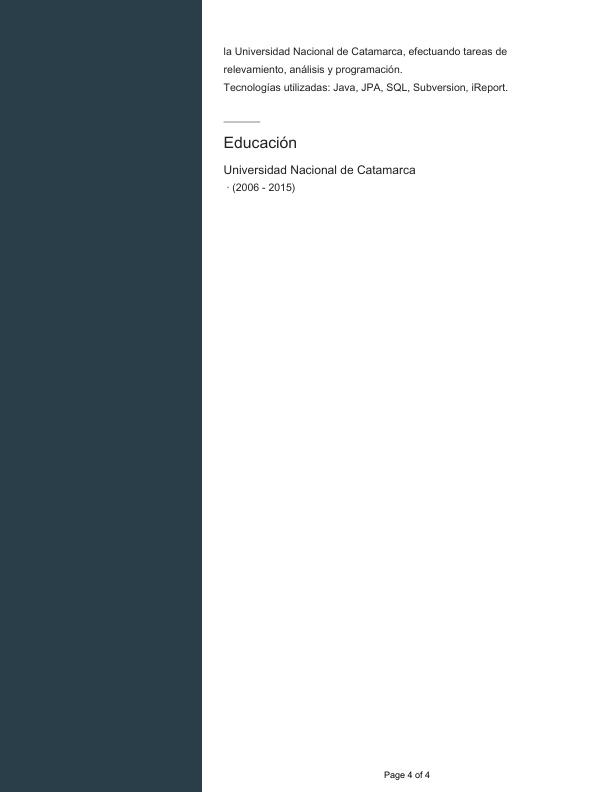 la Universidad Nacional de Catamarca, efectuando tareas de
relevamiento, análisis y programación.
Tecnologías utilizadas: Java, JPA, SQL, Subversion, iReport.
Educación
Universidad Nacional de Catamarca
· (2006 - 2015)
Page 4 of 4